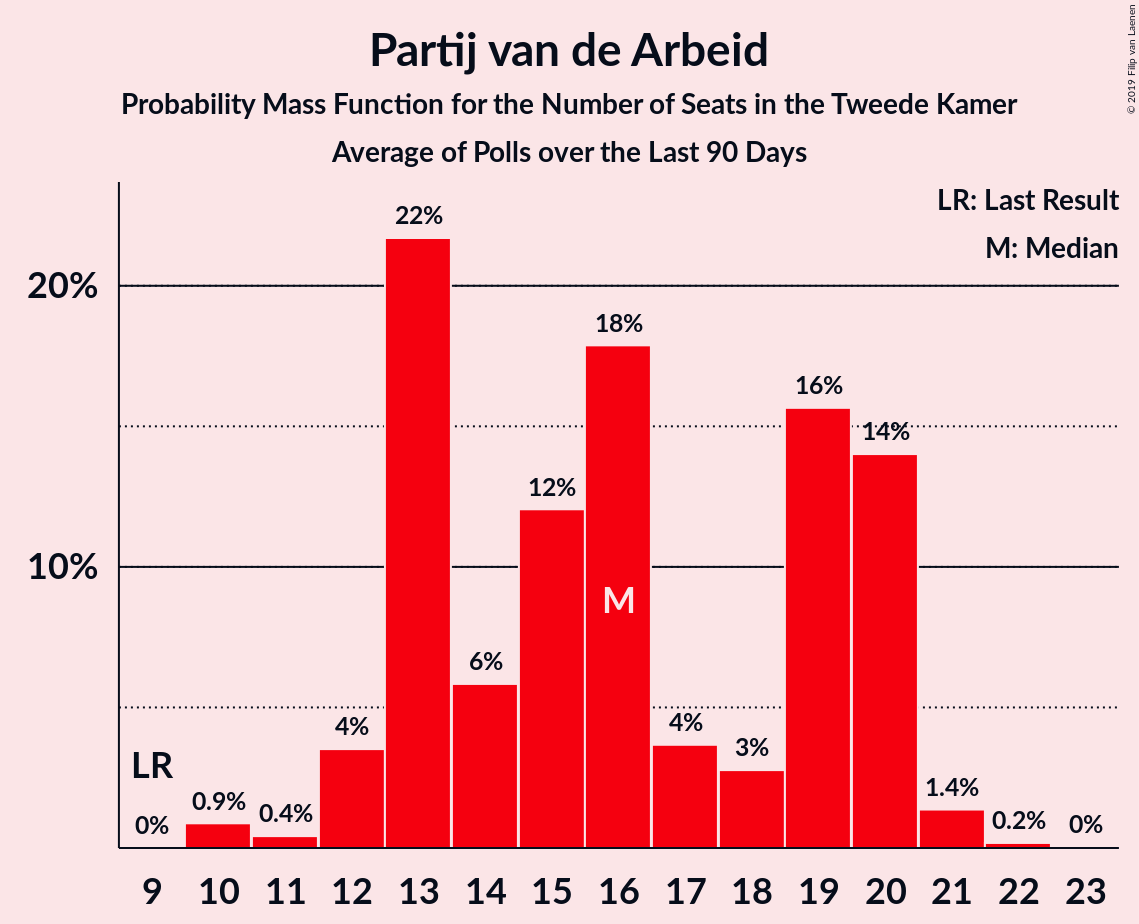 Partij van de Arbeid
Probability Mass Function for the Number of Seats in the Tweede Kamer
Average of Polls over the Last 90 Days
© 2019 Filip van Laenen
LR: Last Result
M: Median
20%
10%
22%
18%
16%
14%
12%
M
6%
4%
4%
3%
LR
0%
0.9%
0.4%
1.4%
0.2%
0%
9 10 11 12 13 14 15 16 17 18 19 20 21 22 23